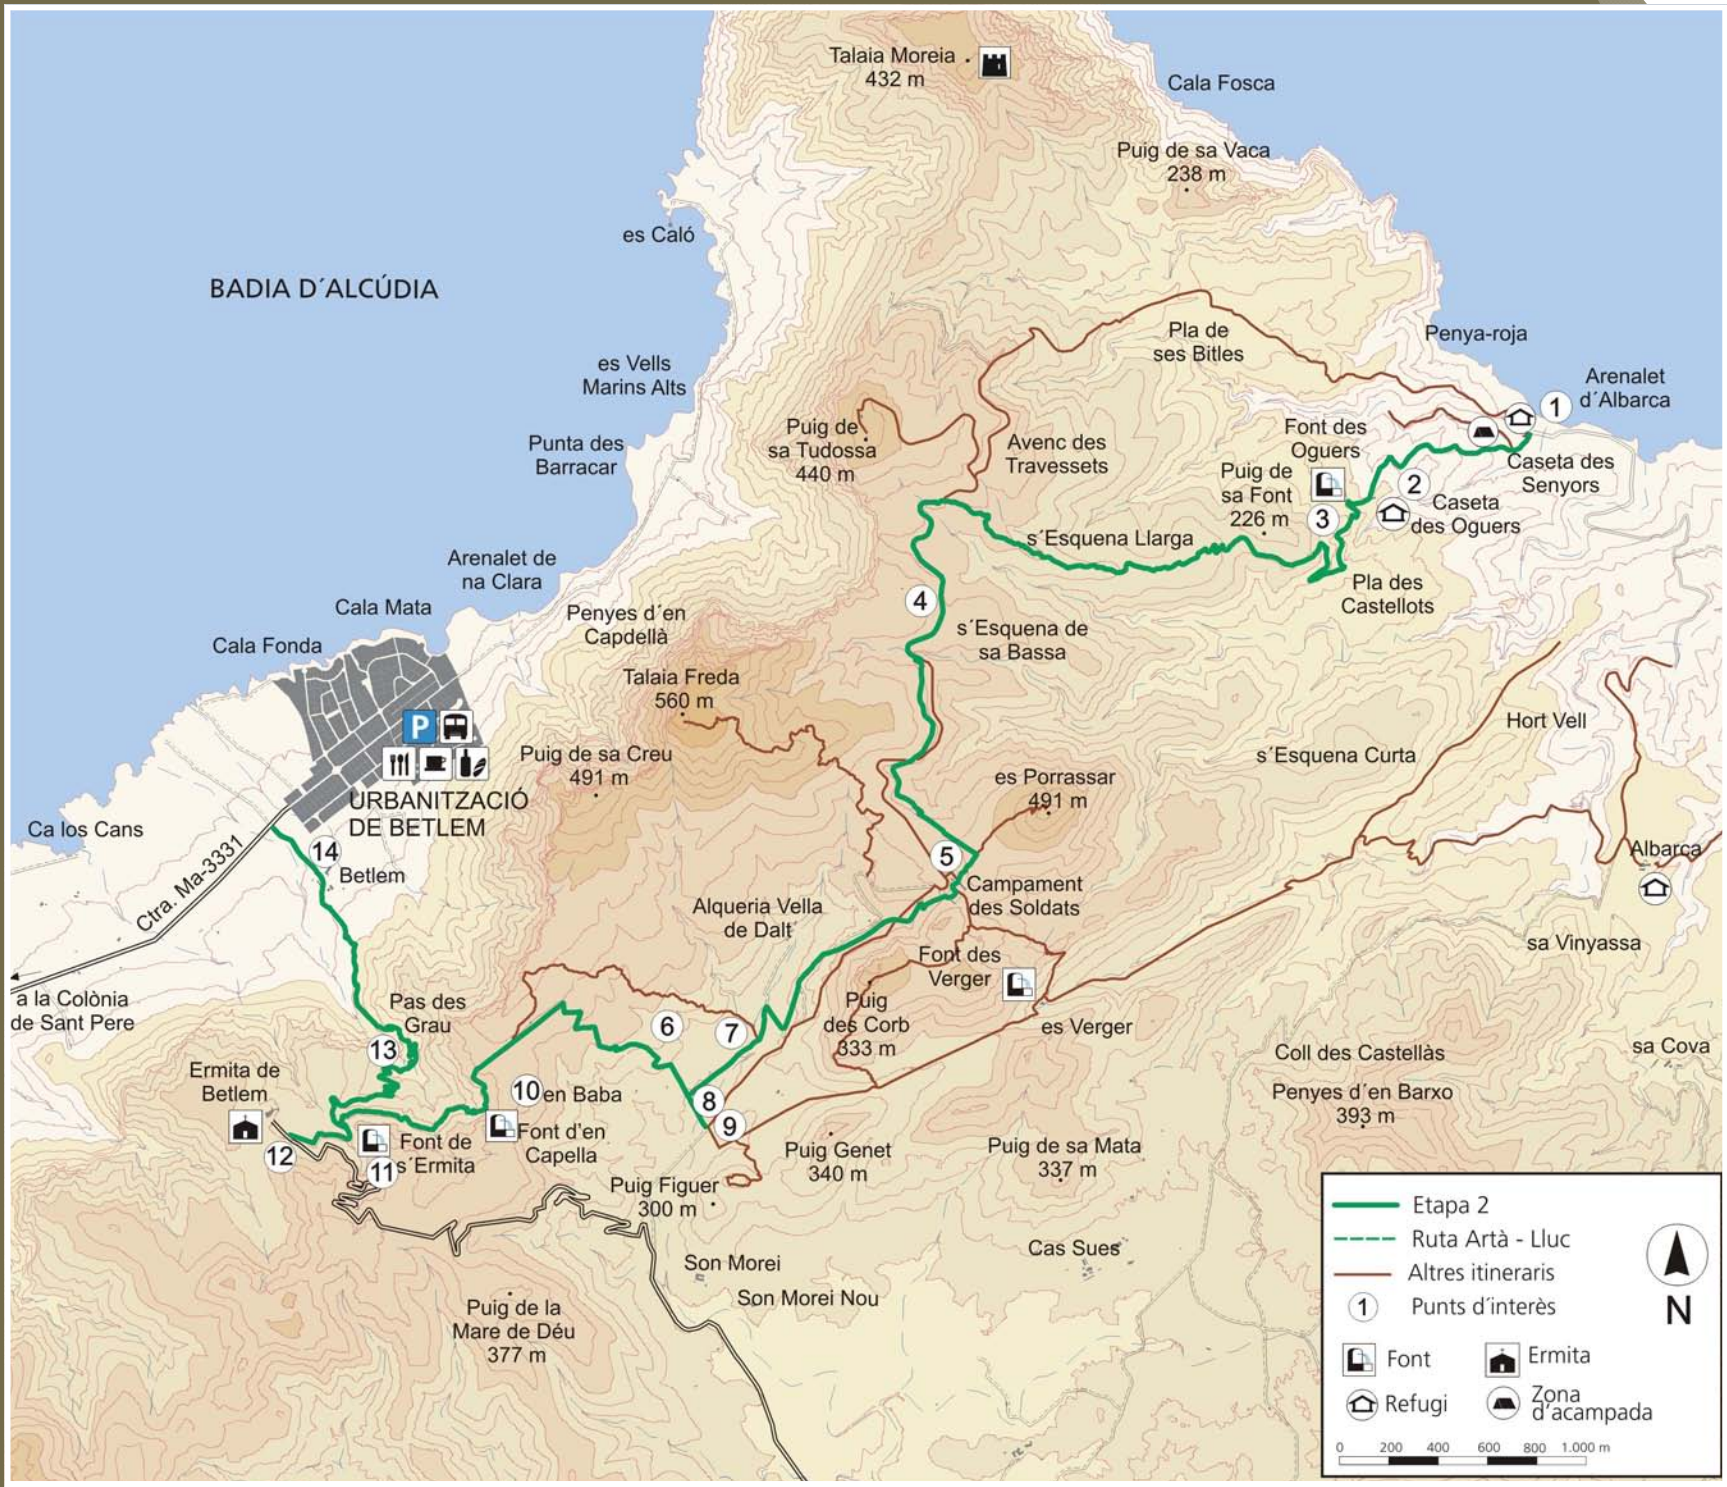 Talaia Moreia
432 m
Cala Fosca
Puig de sa Vaca
238 m
es Caló
BADIA D´ALCÚDIA
Pla de
ses Bitles
Penya-roja
es Vells
Marins Alts
Arenalet
d´Albarca
1
Puig de
sa Tudossa
440 m
Avenc des
Travessets
Font des
Oguers
Punta des
Barracar
Caseta des
Senyors
Puig de
sa Font
226 m
2
Caseta
des Oguers
3
s´Esquena Llarga
Arenalet de
na Clara
Pla des
Castellots
Cala Mata
Cala Fonda
Penyes d´en
Capdellà
4
s´Esquena de
sa Bassa
Talaia Freda
560 m
P
Hort Vell
Puig de sa Creu
491 m
s´Esquena Curta
es Porrassar
491 m
URBANITZACIÓ
DE BETLEM
Ca los Cans
14
Betlem
Ctra. Ma-3331
5
Albarca
Campament
des Soldats
Alqueria Vella
de Dalt
sa Vinyassa
Font des
Verger
a la Colònia
de Sant Pere
Pas des
Grau
Puig
des Corb
333 m
6
7
es Verger
13
Coll des Castellàs
sa Cova
Ermita de
Betlem
10
en Baba
8
9
Penyes d´en Barxo
393 m
Font d'en
Capella
Font de
s´Ermita
12
11
Puig Genet
340 m
Puig de sa Mata
337 m
Puig Figuer
300 m
Son Morei
Son Morei Nou
Cas Sues
Puig de la
Mare de Déu
377 m
Etapa 2
Ruta Artà - Lluc
Altres itineraris
1
Punts d´interès
N
Font
Ermita
Refugi
Zona
d'acampada
0 200 400 600 800 1.000 m